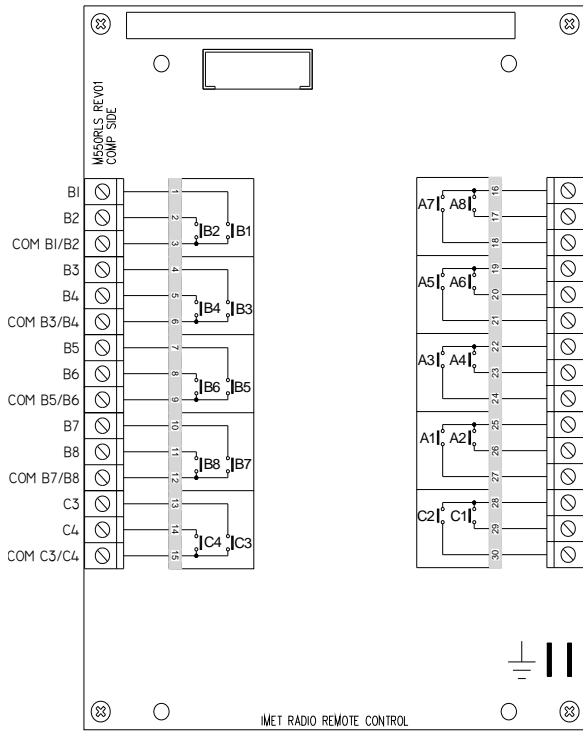 M550RLS REV01
COMP SIDE
B1 1 16
B2 2 B2 B1 A7 A8 17
COM B1/B2 3 18
B3 4 19
B4 5 B4 B3 A5 A6 20
COM B3/B4 6 21
B5 7 22
B6 8 B6 B5 A3 A4 23
COM B5/B6 9 24
B7 10 25
B8 11 B8 B7 A1 A2 26
COM B7/B8 12 27
C3 13 28
C4 14 C4 C3 C2 C1 29
COM C3/C4 15 30
IMET RADIO REMOTE CONTROL